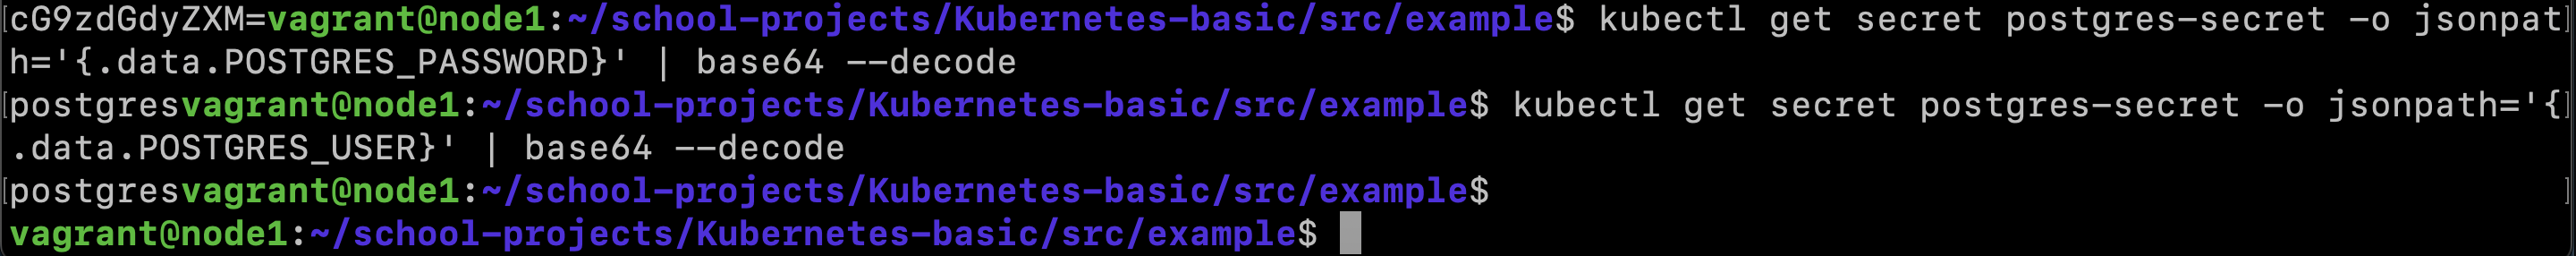 [cG9zdGdyZXM=vagrant@node1:~/school-projects/Kubernetes-basic/src/example$ kubectl get secret postgres-secret -o jsonpat]
h='{.data.POSTGRES_PASSWORD}' | base64 --decode
[postgresvagrant@node1:~/school-projects/Kubernetes-basic/src/example$ kubectl get secret postgres-secret -o jsonpath='{]
.data.POSTGRES_USER}' | base64 --decode
[postgresvagrant@node1:~/school-projects/Kubernetes-basic/src/example$ ]
vagrant@node1:~/school-projects/Kubernetes-basic/src/example$